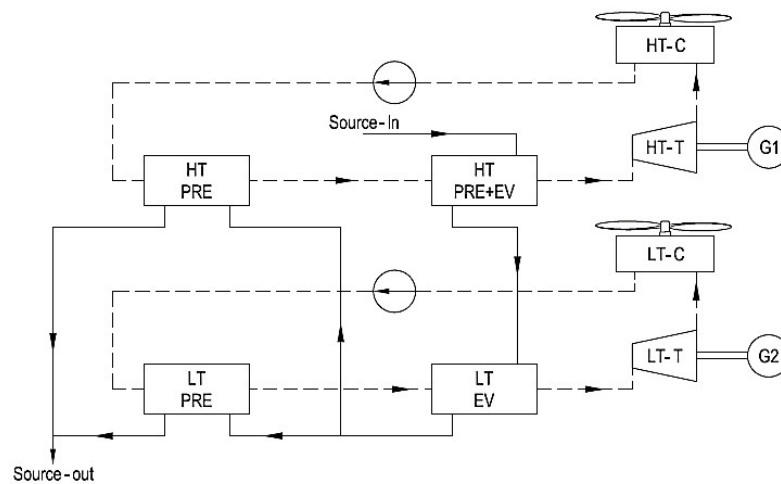 HT-C
Source-In
HT-T
G1
HT
PRE
HT
PRE+EV
LT-C
LT-T
G2
LT
PRE
LT
EV
Source-out